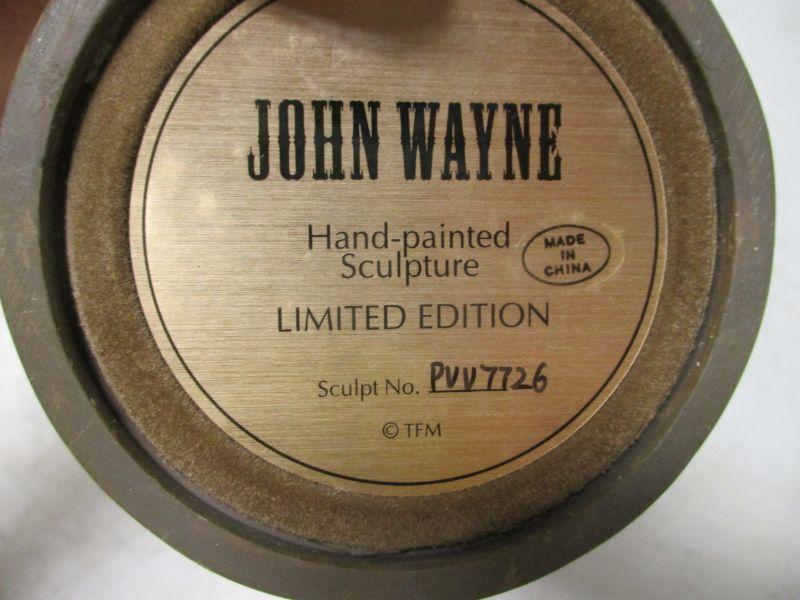 JOHN WAYNE
Hand-painted
Sculpture
MADE
IN
CHINA
LIMITED EDITION
Sculpt No. PVV7726
© TFM